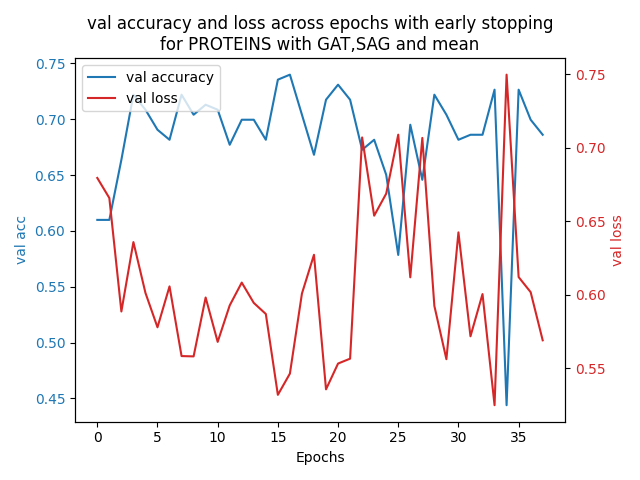 val accuracy and loss across epochs with early stopping
for PROTEINS with GAT,SAG and mean
val accuracy
val loss
0.75
0.70
0.65
0.60
0.55
0.50
0.45
val acc
0.75
0.70
0.65
0.60
0.55
val loss
0 5 10 15 20 25 30 35
Epochs